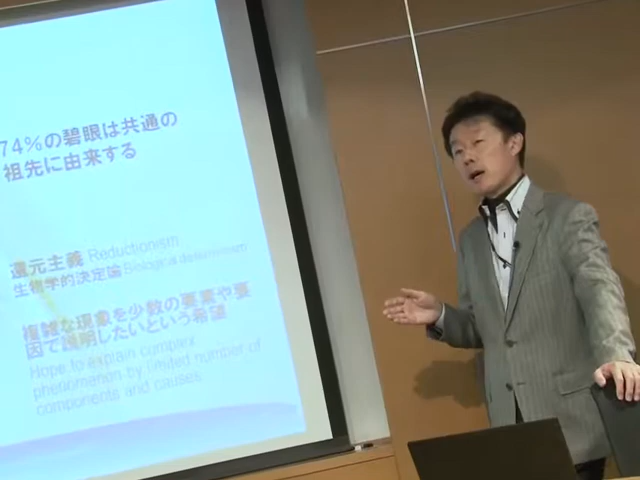 74%の碧眼は共通の
祖先に由来する
還元主義 Reductionism
生物学的決定論 Biological determinism
複雑な現象を少数の要素や要
因で説明したいという希望
Hope to explain complex
phenomenon by limited number of
components and causes.